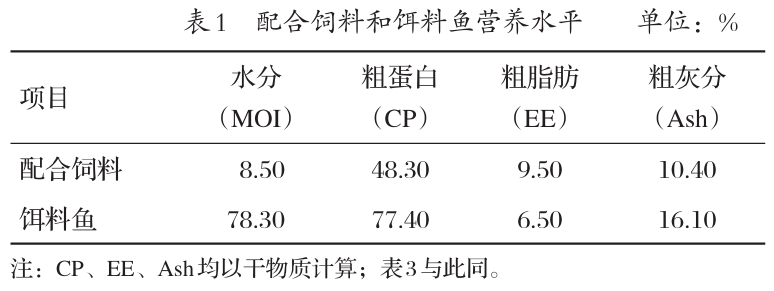 表1 配合饲料和饵料鱼营养水平 单位：%
项目 水分 粗蛋白 粗脂肪 粗灰分
（MOI） （CP） （EE） （Ash）
配合饲料 8.50 48.30 9.50 10.40
饵料鱼 78.30 77.40 6.50 16.10
注：CP、EE、Ash均以干物质计算；表3与此同。